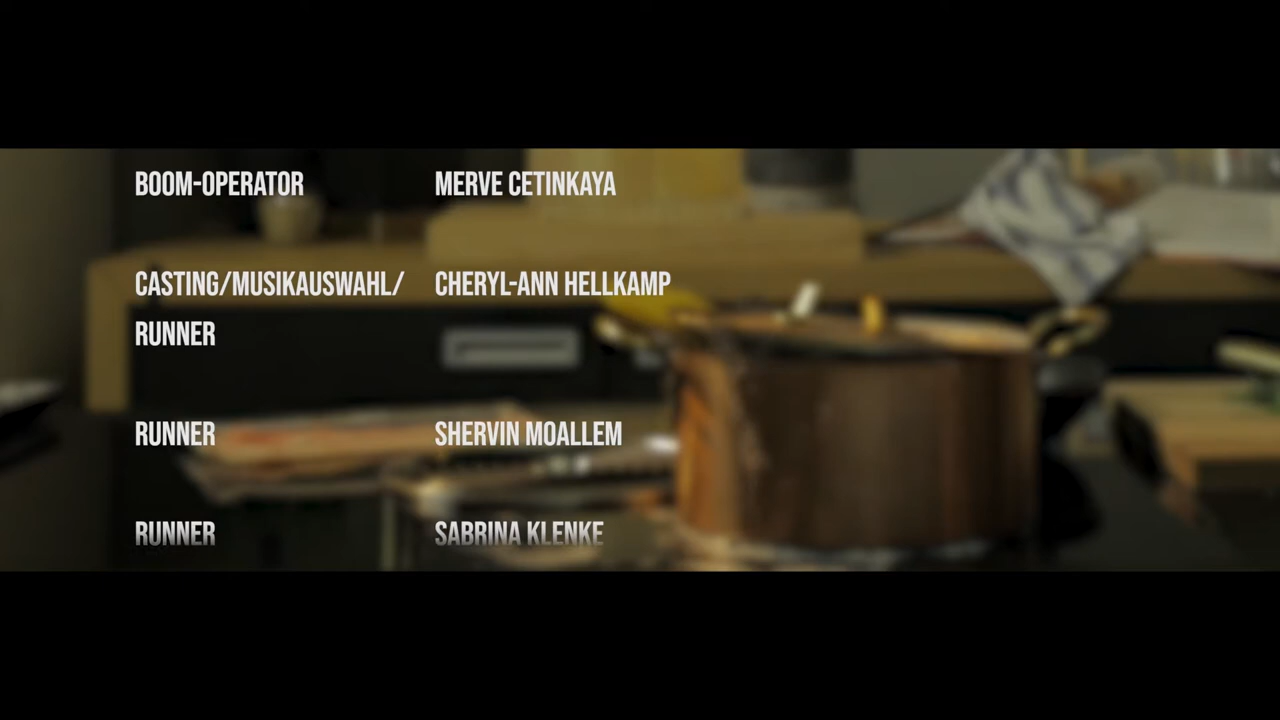 BOOM-OPERATOR MERVE CETINKAYA
CASTING/MUSIKAUSWAHL/ CHERYL-ANN HELLKAMP
RUNNER
RUNNER SHERVIN MOALLEM
RUNNER SABRINA KLENKE